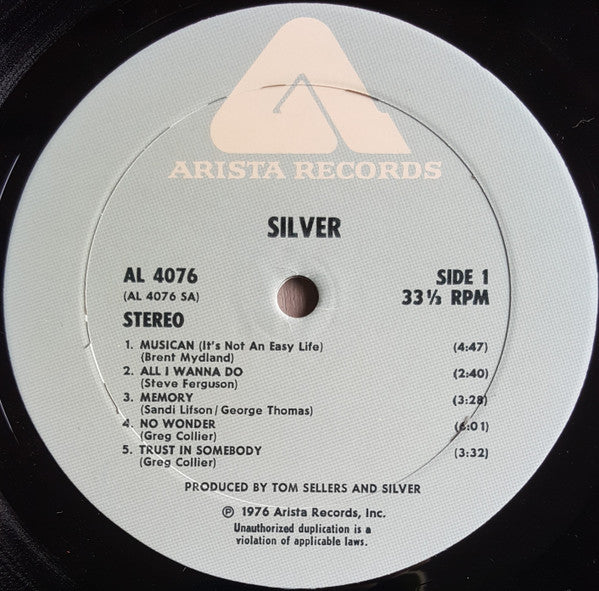 ARISTA RECORDS
SILVER
AL 4076
(AL 4076 SA)
STEREO
SIDE 1
33⅓ RPM
1. MUSICAN (It's Not An Easy Life) (4:47)
(Brent Mydland)
2. ALL I WANNA DO (2:40)
(Steve Ferguson)
3. MEMORY (3:28)
(Sandi Lifson/George Thomas)
4. NO WONDER (6:01)
(Greg Collier)
5. TRUST IN SOMEBODY (3:32)
(Greg Collier)
PRODUCED BY TOM SELLERS AND SILVER
℗ 1976 Arista Records, Inc.
Unauthorized duplication is a
violation of applicable laws.